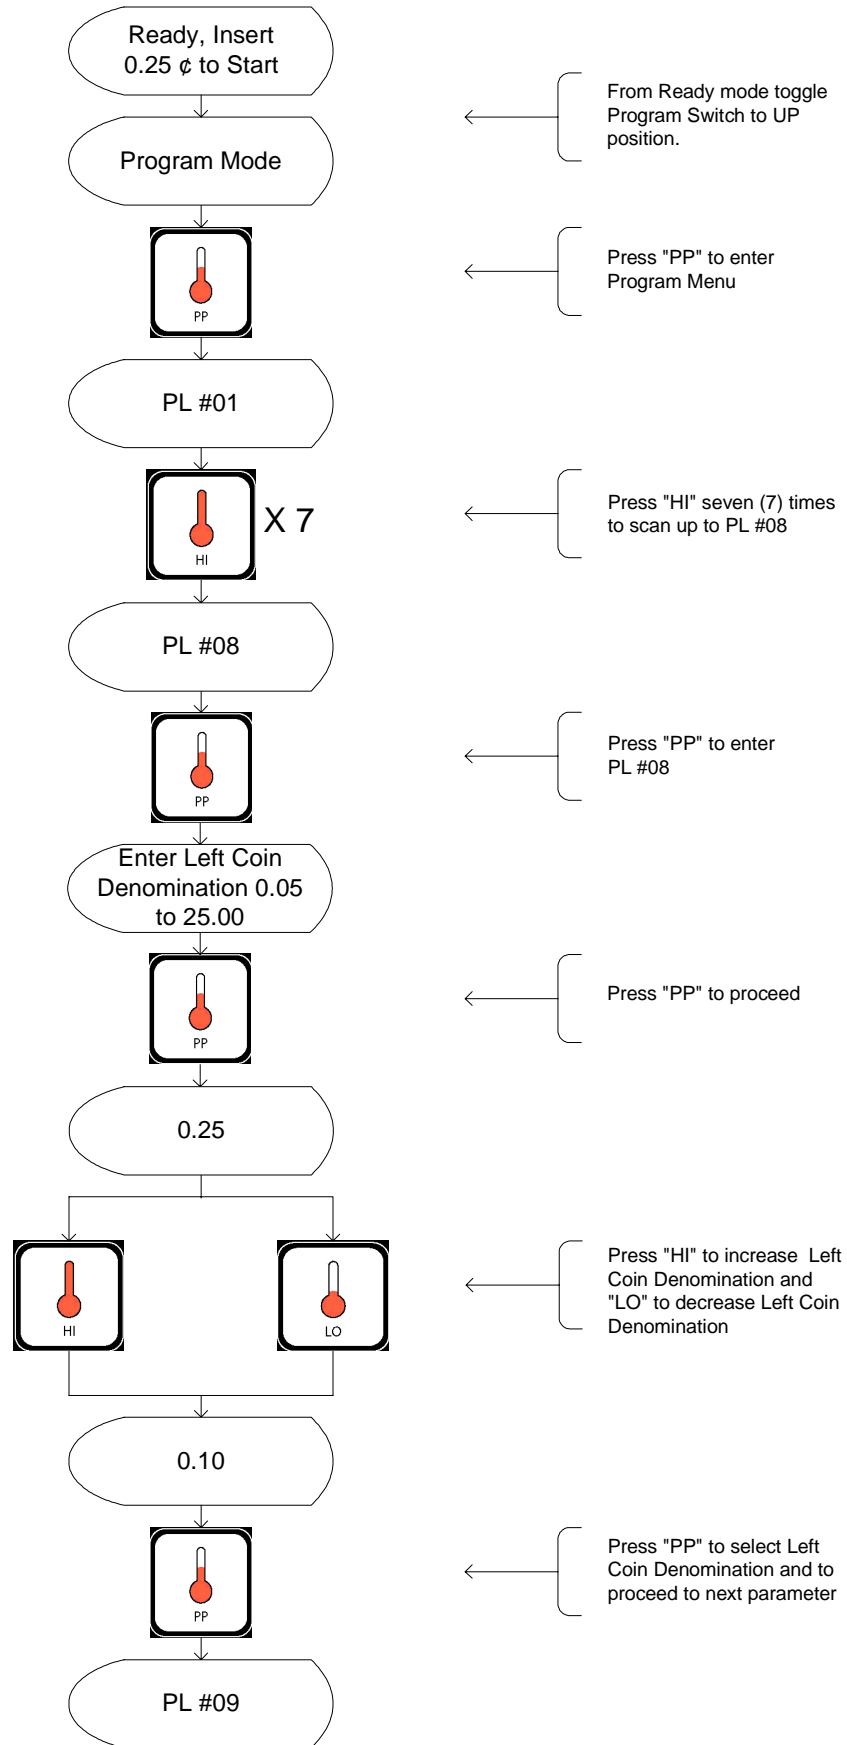 Ready, Insert
0.25 ¢ to Start
From Ready mode toggle
Program Switch to UP
position.
Program Mode
Press "PP" to enter
Program Menu
PP
PL #01
Press "HI" seven (7) times
to scan up to PL #08
X 7
HI
PL #08
Press "PP" to enter
PL #08
PP
Enter Left Coin
Denomination 0.05
to 25.00
Press "PP" to proceed
PP
0.25
Press "HI" to increase Left
Coin Denomination and
"LO" to decrease Left Coin
Denomination
HI
LO
0.10
Press "PP" to select Left
Coin Denomination and to
proceed to next parameter
PP
PL #09